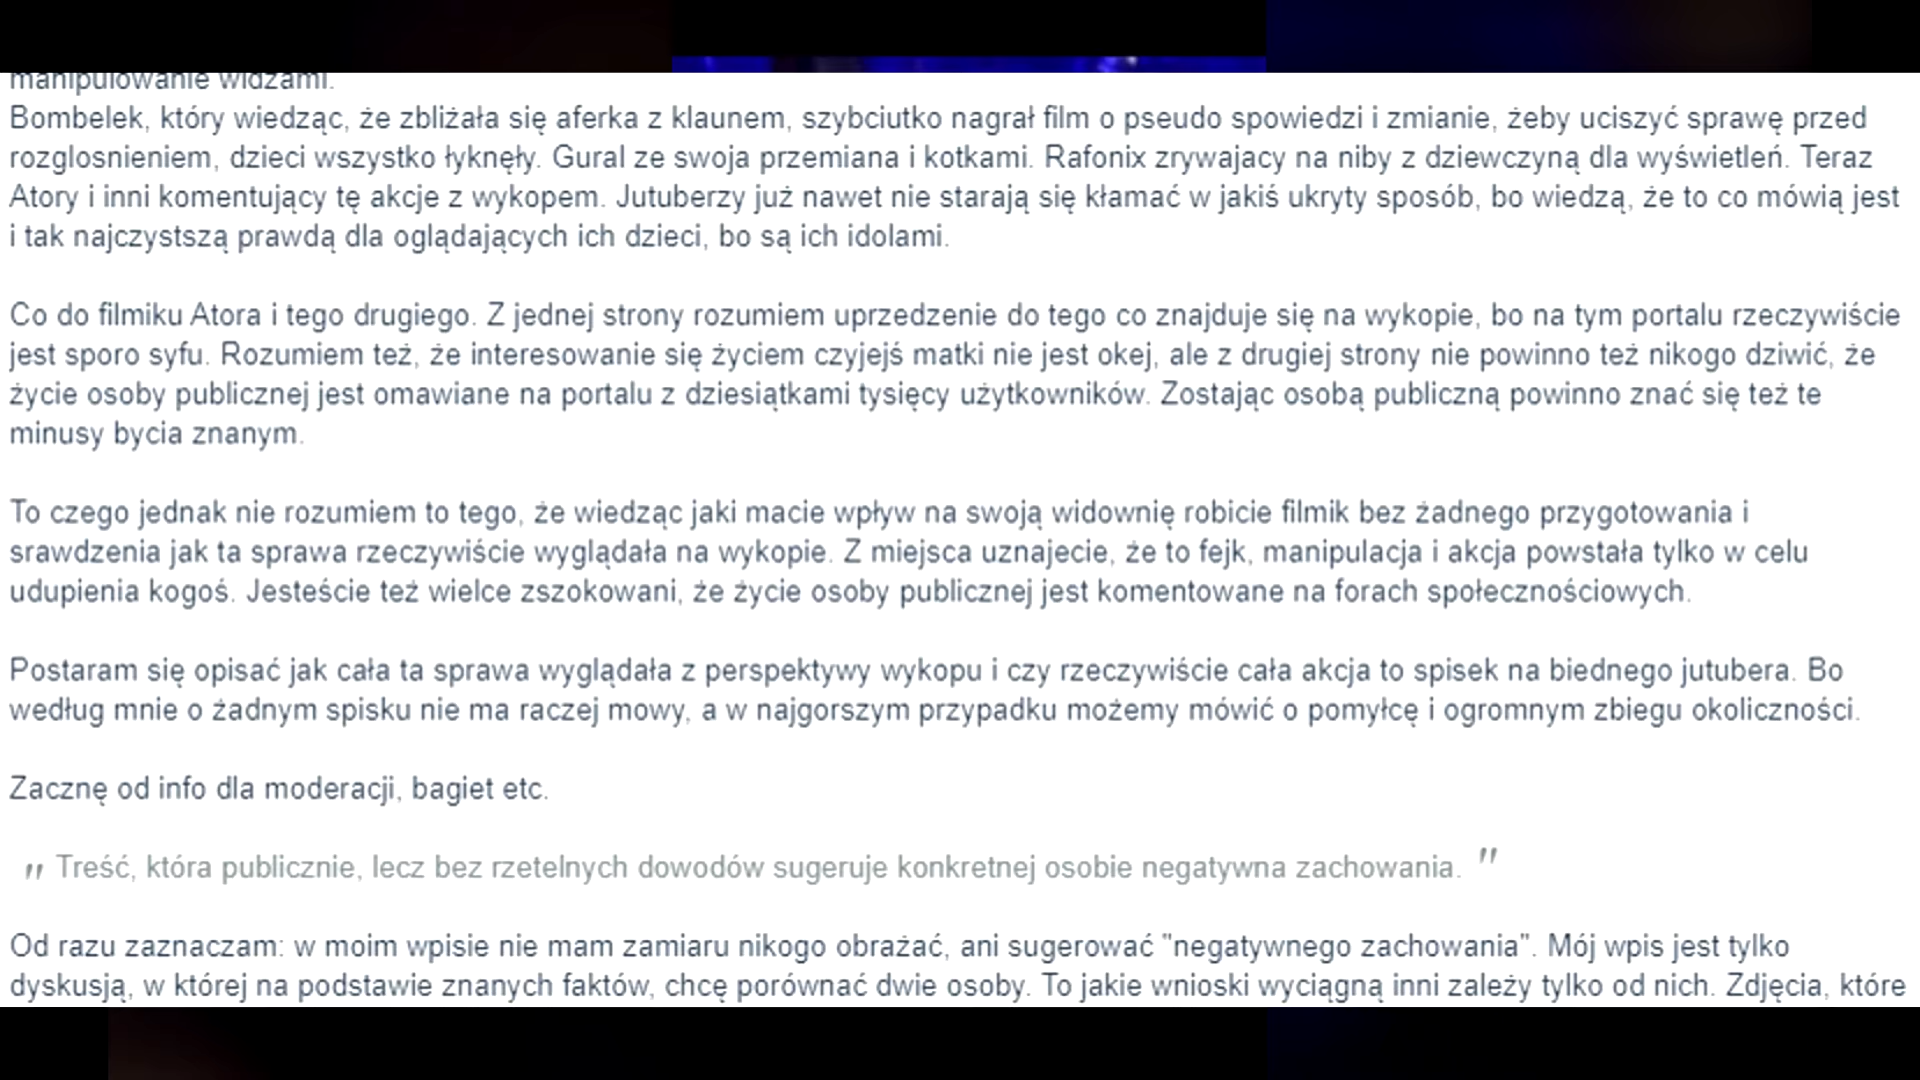 manipulowanie widzami.
Bombelek, który wiedząc, że zbliżała się aferka z klaunem, szybciutko nagrał film o pseudo spowiedzi i zmianie, żeby uciszyć sprawę przed
rozglosnieniem, dzieci wszystko łyknęły. Gural ze swoja przemiana i kotkami. Rafonix zrywajacy na niby z dziewczyną dla wyświetleń. Teraz
Atory i inni komentujący tę akcje z wykopem. Jutuberzy już nawet nie starają się kłamać w jakiś ukryty sposób, bo wiedzą, że to co mówią jest
i tak najczystszą prawdą dla oglądających ich dzieci, bo są ich idolami.
Co do filmiku Atora i tego drugiego. Z jednej strony rozumiem uprzedzenie do tego co znajduje się na wykopie, bo na tym portalu rzeczywiście
jest sporo syfu. Rozumiem też, że interesowanie się życiem czyjejś matki nie jest okej, ale z drugiej strony nie powinno też nikogo dziwić, że
życie osoby publicznej jest omawiane na portalu z dziesiątkami tysięcy użytkowników. Zostając osobą publiczną powinno znać się też te
minusy bycia znanym.
To czego jednak nie rozumiem to tego, że wiedząc jaki macie wpływ na swoją widownię robicie filmik bez żadnego przygotowania i
srawdzenia jak ta sprawa rzeczywiście wyglądała na wykopie. Z miejsca uznajecie, że to fejk, manipulacja i akcja powstała tylko w celu
udupienia kogoś. Jesteście też wielce zszokowani, że życie osoby publicznej jest komentowane na forach społecznościowych.
Postaram się opisać jak cała ta sprawa wyglądała z perspektywy wykopu i czy rzeczywiście cała akcja to spisek na biednego jutubera. Bo
według mnie o żadnym spisku nie ma raczej mowy, a w najgorszym przypadku możemy mówić o pomyłcę i ogromnym zbiegu okoliczności.
Zacznę od info dla moderacji, bagiet etc.
" Treść, która publicznie, lecz bez rzetelnych dowodów sugeruje konkretnej osobie negatywna zachowania. "
Od razu zaznaczam: w moim wpisie nie mam zamiaru nikogo obrażać, ani sugerować "negatywnego zachowania". Mój wpis jest tylko
dyskusją, w której na podstawie znanych faktów, chcę porównać dwie osoby. To jakie wnioski wyciągną inni zależy tylko od nich. Zdjęcia, które